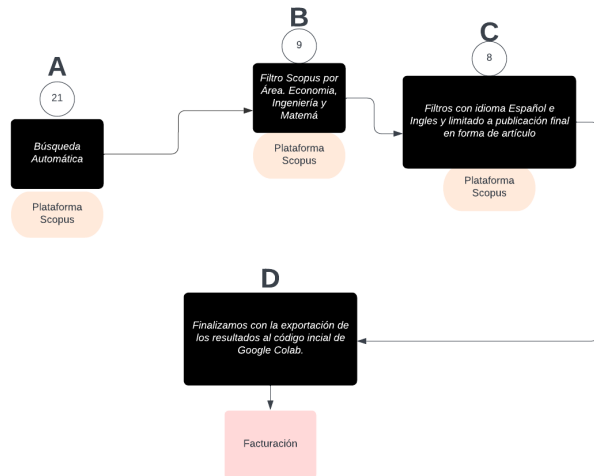 A
21
Búsqueda
Automática
Plataforma
Scopus
B
9
Filtro Scopus por
Área. Economia,
Ingeniería y
Matemá
Plataforma
Scopus
C
8
Filtros con idioma Español e
Ingles y limitado a publicación final
en forma de artículo
Plataforma
Scopus
D
Finalizamos con la exportación de
los resultados al código incial de
Google Colab.
Facturación